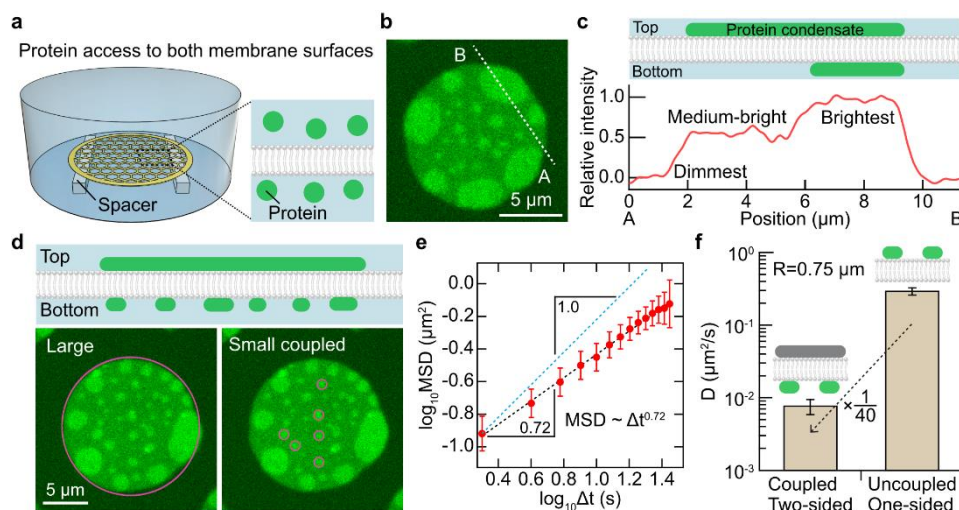 a
Protein access to both membrane surfaces
Spacer
Protein
b
B
A
5 µm
c
Top
Protein condensate
Bottom
Relative intensity
1.0
0.5
0.0
Medium-bright
Brightest
Dimmest
0 2 4 6 8 10
A
Position (µm)
B
d
Top
Bottom
Large
5 µm
Small coupled
e
log10MSD (µm²)
0.0
-0.2
-0.4
-0.6
-0.8
-1.0
1.0
0.72
MSD ~ Δt^0.72
0.4 0.6 0.8 1.0 1.2 1.4
log10Δt (s)
f
D (µm²/s)
10^0
10^-1
10^-2
10^-3
R=0.75 µm
× 1/40
Coupled Uncoupled
Two-sided One-sided